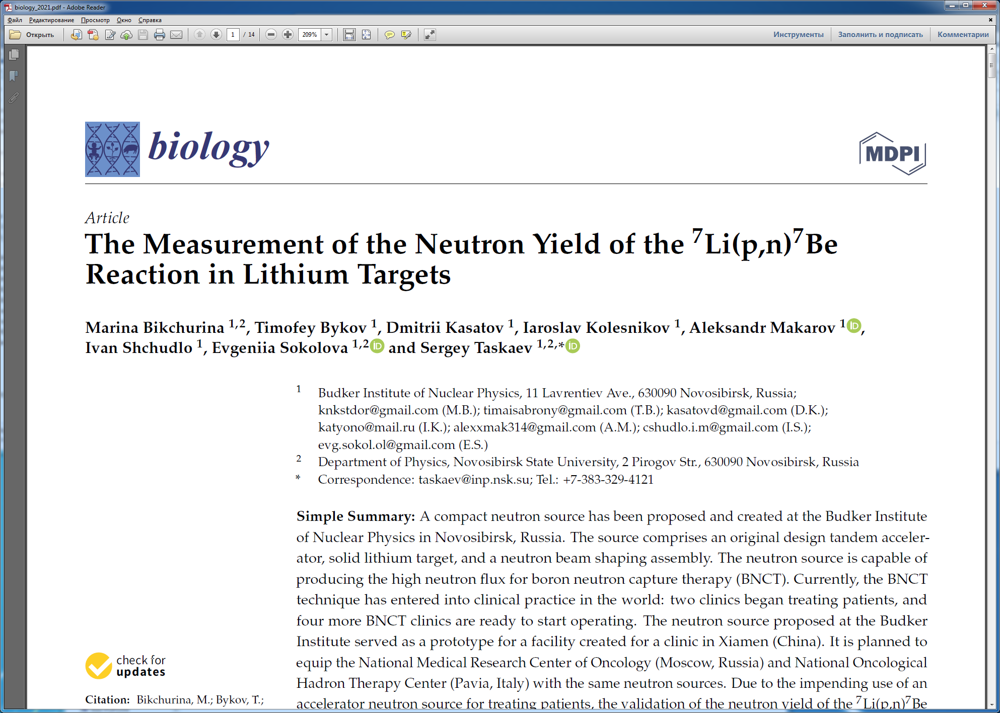 biology_2021.pdf - Adobe Reader
Файл Редактирование Просмотр Окно Справка
Открыть 1 / 14 209% Инструменты Заполнить и подписать Комментарии
biology
MDPI
Article
The Measurement of the Neutron Yield of the ⁷Li(p,n)⁷Be
Reaction in Lithium Targets
Marina Bikchurina ¹,², Timofey Bykov ¹, Dmitrii Kasatov ¹, Iaroslav Kolesnikov ¹, Aleksandr Makarov ¹ iD,
Ivan Shchudlo ¹, Evgeniia Sokolova ¹,² iD and Sergey Taskaev ¹,²,* iD
1 Budker Institute of Nuclear Physics, 11 Lavrentiev Ave., 630090 Novosibirsk, Russia;
knkstdor@gmail.com (M.B.); timaisabrony@gmail.com (T.B.); kasatovd@gmail.com (D.K.);
katyono@mail.ru (I.K.); alexxmak314@gmail.com (A.M.); cshudlo.i.m@gmail.com (I.S.);
evg.sokol.ol@gmail.com (E.S.)
2 Department of Physics, Novosibirsk State University, 2 Pirogov Str., 630090 Novosibirsk, Russia
* Correspondence: taskaev@inp.nsk.su; Tel.: +7-383-329-4121
Simple Summary: A compact neutron source has been proposed and created at the Budker Institute
of Nuclear Physics in Novosibirsk, Russia. The source comprises an original design tandem acceler-
ator, solid lithium target, and a neutron beam shaping assembly. The neutron source is capable of
producing the high neutron flux for boron neutron capture therapy (BNCT). Currently, the BNCT
technique has entered into clinical practice in the world: two clinics began treating patients, and
four more BNCT clinics are ready to start operating. The neutron source proposed at the Budker
Institute served as a prototype for a facility created for a clinic in Xiamen (China). It is planned to
equip the National Medical Research Center of Oncology (Moscow, Russia) and National Oncological
Hadron Therapy Center (Pavia, Italy) with the same neutron sources. Due to the impending use of an
accelerator neutron source for treating patients, the validation of the neutron yield of the ⁷Li(p,n)⁷Be
check for
updates
Citation: Bikchurina, M.; Bykov, T.;